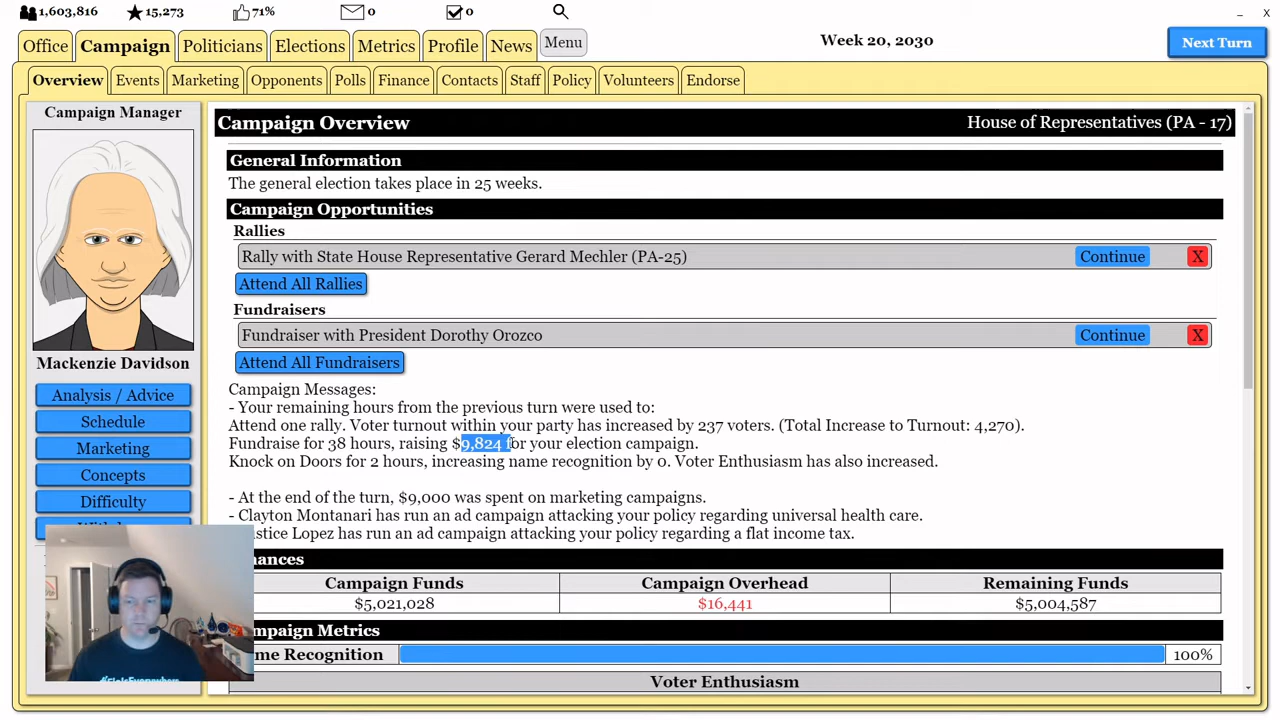 1,603,816 15,273 71% 0 0
_ X
Office Campaign Politicians Elections Metrics Profile News Menu
Week 20, 2030
Next Turn
Overview Events Marketing Opponents Polls Finance Contacts Staff Policy Volunteers Endorse
Campaign Manager
Mackenzie Davidson
Analysis / Advice
Schedule
Marketing
Concepts
Difficulty
Campaign Overview House of Representatives (PA - 17)
General Information
The general election takes place in 25 weeks.
Campaign Opportunities
Rallies
Rally with State House Representative Gerard Mechler (PA-25) Continue X
Attend All Rallies
Fundraisers
Fundraiser with President Dorothy Orozco Continue X
Attend All Fundraisers
Campaign Messages:
- Your remaining hours from the previous turn were used to:
Attend one rally. Voter turnout within your party has increased by 237 voters. (Total Increase to Turnout: 4,270).
Fundraise for 38 hours, raising $9,824 for your election campaign.
Knock on Doors for 2 hours, increasing name recognition by 0. Voter Enthusiasm has also increased.
- At the end of the turn, $9,000 was spent on marketing campaigns.
- Clayton Montanari has run an ad campaign attacking your policy regarding universal health care.
stice Lopez has run an ad campaign attacking your policy regarding a flat income tax.
nances
Campaign Funds Campaign Overhead Remaining Funds
$5,021,028 $16,441 $5,004,587
mpaign Metrics
me Recognition 100%
Voter Enthusiasm